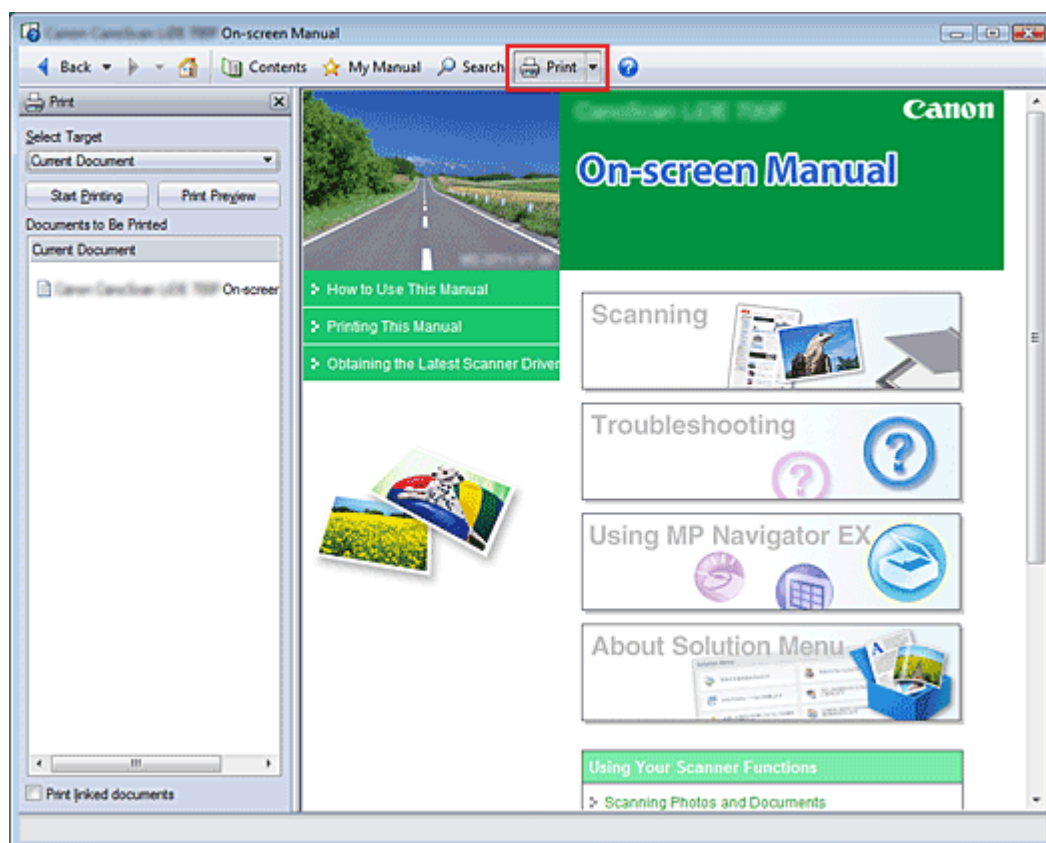 On-screen Manual
Back Contents My Manual Search Print
Print
Select Target
Current Document
Start Printing Print Preview
Documents to Be Printed
Current Document
On-screen
Print linked documents
Canon
On-screen Manual
How to Use This Manual
Printing This Manual
Obtaining the Latest Scanner Driver
Scanning
Troubleshooting
Using MP Navigator EX
About Solution Menu
Using Your Scanner Functions
Scanning Photos and Documents